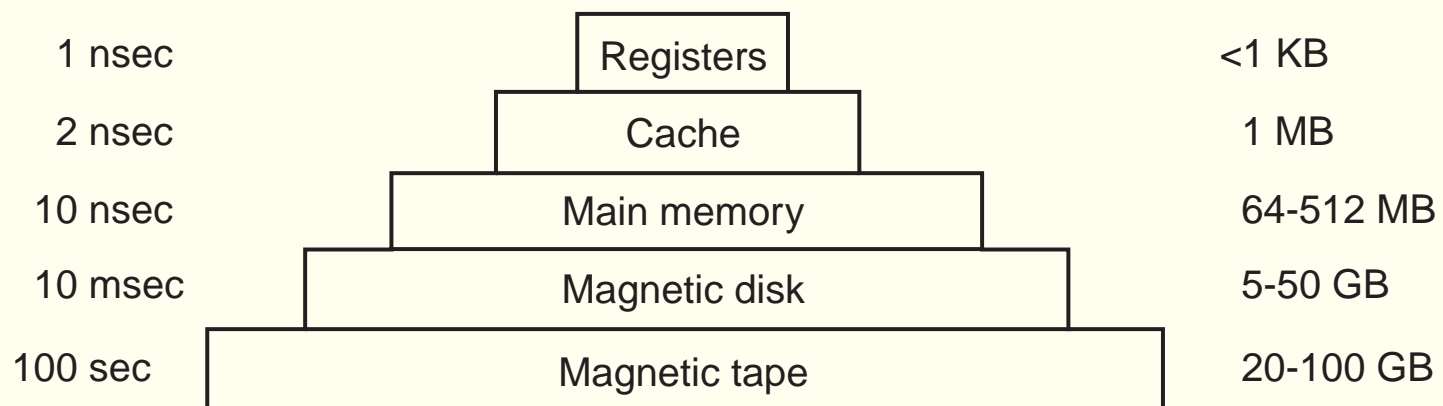 1 nsec Registers <1 KB
2 nsec Cache 1 MB
10 nsec Main memory 64-512 MB
10 msec Magnetic disk 5-50 GB
100 sec Magnetic tape 20-100 GB